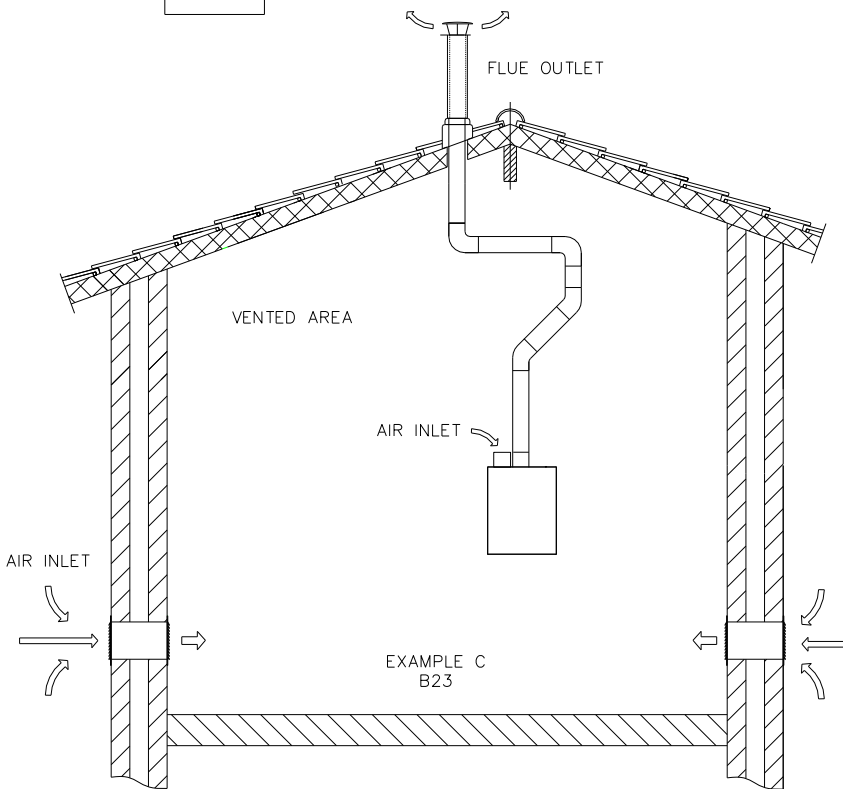 FLUE OUTLET
VENTED AREA
AIR INLET
AIR INLET
EXAMPLE C
B23